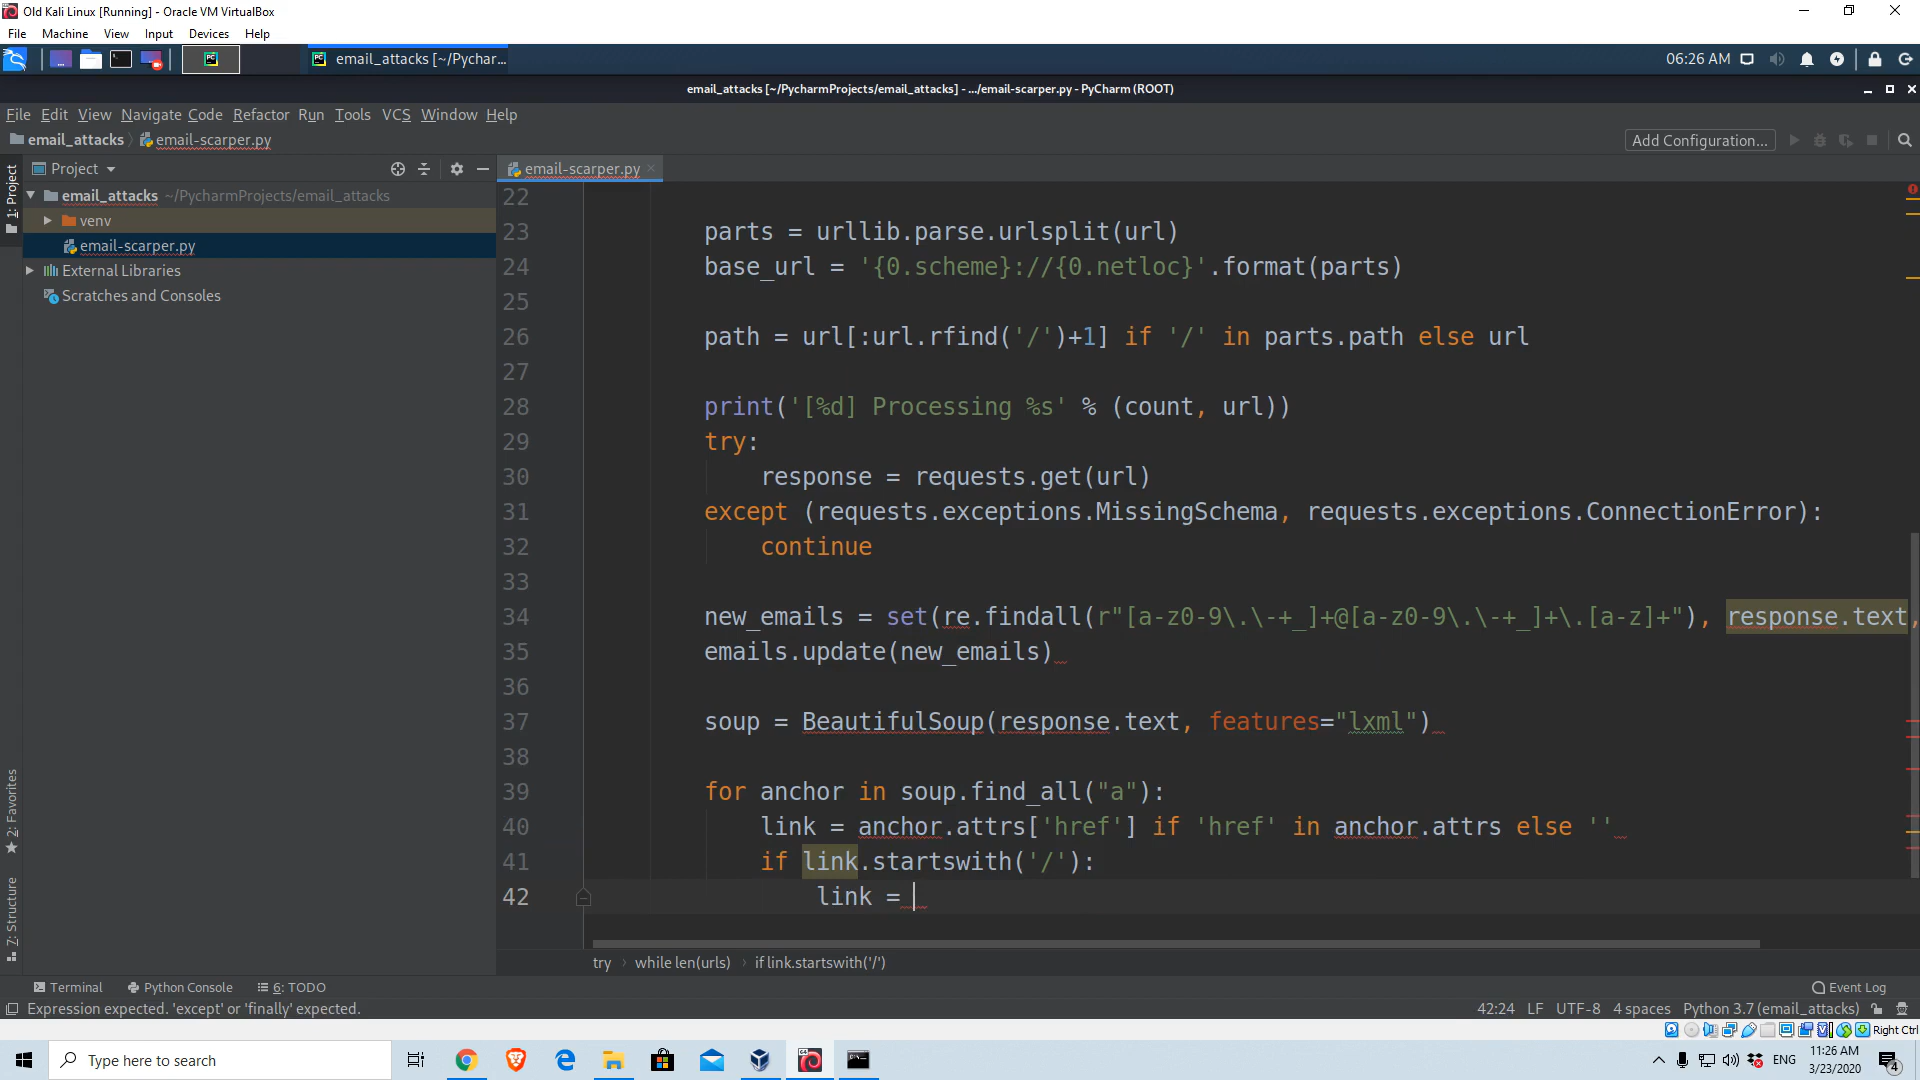 Old Kali Linux [Running] - Oracle VM VirtualBox
File Machine View Input Devices Help
email_attacks [~/Pychar... 06:26 AM
email_attacks [~/PycharmProjects/email_attacks] - .../email-scarper.py - PyCharm (ROOT)
File Edit View Navigate Code Refactor Run Tools VCS Window Help
email_attacks email-scarper.py Add Configuration...
1: Project
Project
email-scarper.py
email_attacks ~/PycharmProjects/email_attacks
venv
email-scarper.py
External Libraries
Scratches and Consoles
22
23 parts = urllib.parse.urlsplit(url)
24 base_url = '{0.scheme}://{0.netloc}'.format(parts)
25
26 path = url[:url.rfind('/')+1] if '/' in parts.path else url
27
28 print('[%d] Processing %s' % (count, url))
29 try:
30 response = requests.get(url)
31 except (requests.exceptions.MissingSchema, requests.exceptions.ConnectionError):
32 continue
33
34 new_emails = set(re.findall(r"[a-z0-9\.\-+_]+@[a-z0-9\.\-+_]+\.[a-z]+"), response.text,
35 emails.update(new_emails)
36
37 soup = BeautifulSoup(response.text, features="lxml")
38
39 for anchor in soup.find_all("a"):
40 link = anchor.attrs['href'] if 'href' in anchor.attrs else ''
41 if link.startswith('/'):
42 link =
2: Favorites
7: Structure
try while len(urls) if link.startswith('/')
Terminal Python Console 6: TODO Event Log
Expression expected. 'except' or 'finally' expected. 42:24 LF UTF-8 4 spaces Python 3.7 (email_attacks)
Right Ctrl
Type here to search
ENG
11:26 AM
3/23/2020
4